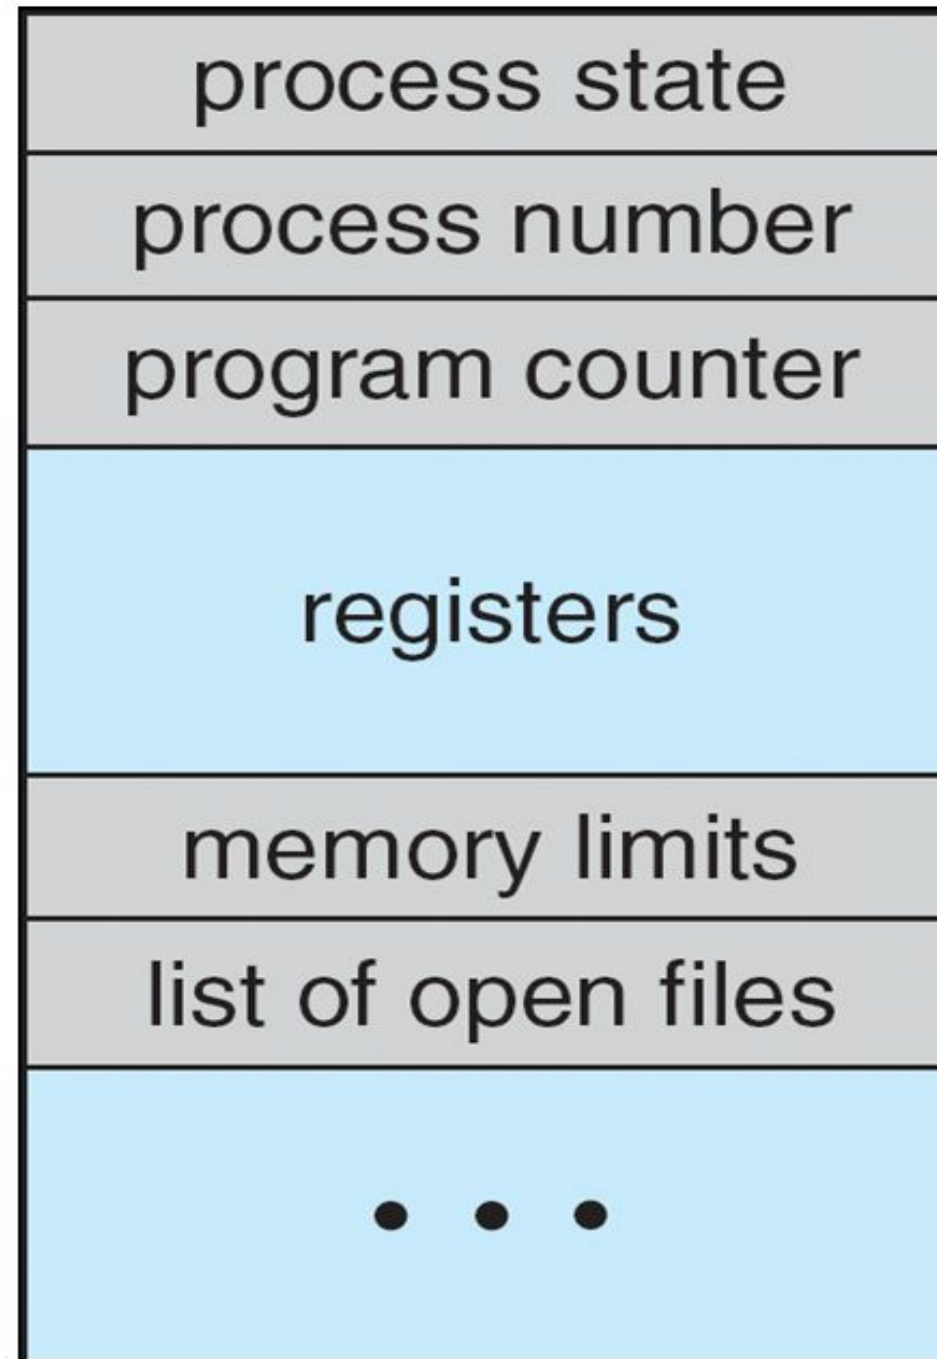 process state
process number
program counter
registers
memory limits
list of open files
• • •